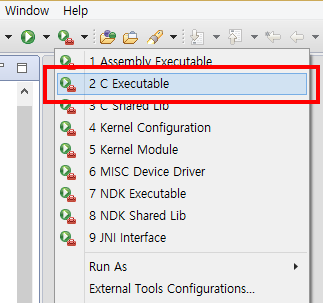 Window Help
1 Assembly Executable
2 C Executable
3 C Shared Lib
4 Kernel Configuration
5 Kernel Module
6 MISC Device Driver
7 NDK Executable
8 NDK Shared Lib
9 JNI Interface
Run As
External Tools Configurations...